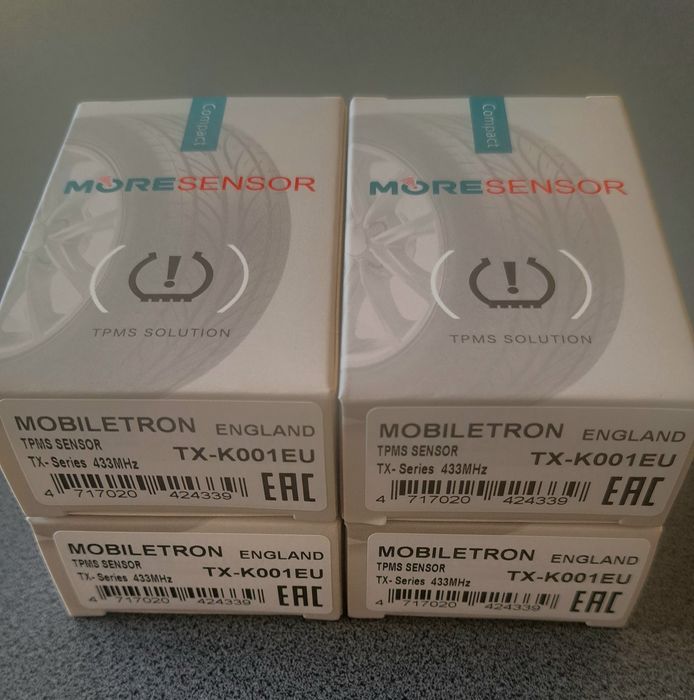 Compact
MORESENSOR
TPMS SOLUTION
MOBILETRON ENGLAND
TPMS SENSOR
TX-K001EU
TX- Series 433MHz
4 717020 424339
EAC
Compact
MORESENSOR
TPMS SOLUTION
MOBILETRON ENGLAND
TPMS SENSOR
TX-K001EU
TX- Series 433MHz
4 717020 424339
EAC
MOBILETRON ENGLAND
TPMS SENSOR
TX-K001EU
TX- Series 433MHz
4 717020 424339
EAC
MOBILETRON ENGLAND
TPMS SENSOR
TX-K001EU
TX- Series 433MHz
4 717020 424339
EAC